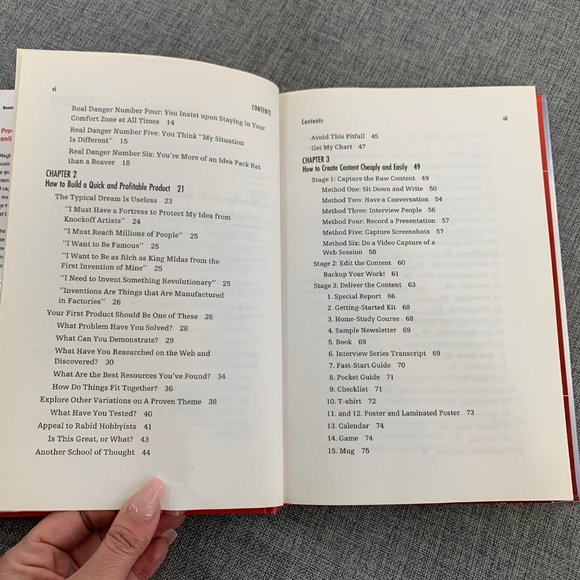 vi
CONTENTS
Real Danger Number Four: You Insist upon Staying in Your
Comfort Zone at All Times 14
Real Danger Number Five: You Think "My Situation
Is Different" 15
Real Danger Number Six: You're More of an Idea Pack Rat
than a Beaver 18
CHAPTER 2
How to Build a Quick and Profitable Product 21
The Typical Dream Is Useless 23
"I Must Have a Fortress to Protect My Idea from
Knockoff Artists" 24
"I Must Reach Millions of People" 25
"I Want to Be Famous" 25
"I Want to Be as Rich as King Midas from the
First Invention of Mine" 25
"I Need to Invent Something Revolutionary" 25
"Inventions Are Things that Are Manufactured
in Factories" 26
Your First Product Should Be One of These 26
What Problem Have You Solved? 28
What Can You Demonstrate? 29
What Have You Researched on the Web and
Discovered? 30
What Are the Best Resources You've Found? 34
How Do Things Fit Together? 36
Explore Other Variations on A Proven Theme 38
What Have You Tested? 40
Appeal to Rabid Hobbyists 41
Is This Great, or What? 43
Another School of Thought 44
Contents
vii
Avoid This Pitfall 45
Get My Chart 47
CHAPTER 3
How to Create Content Cheaply and Easily 49
Stage 1: Capture the Raw Content 49
Method One: Sit Down and Write 50
Method Two: Have a Conversation 54
Method Three: Interview People 56
Method Four: Record a Presentation 57
Method Five: Capture Screenshots 57
Method Six: Do a Video Capture of a
Web Session 58
Stage 2: Edit the Content 60
Backup Your Work! 61
Stage 3: Deliver the Content 63
1. Special Report 66
2. Getting-Started Kit 68
3. Home-Study Course 68
4. Sample Newsletter 69
5. Book 69
6. Interview Series Transcript 69
7. Fast-Start Guide 70
8. Pocket Guide 71
9. Checklist 71
10. T-shirt 72
11. and 12. Poster and Laminated Poster 73
13. Calendar 74
14. Game 74
15. Mug 75